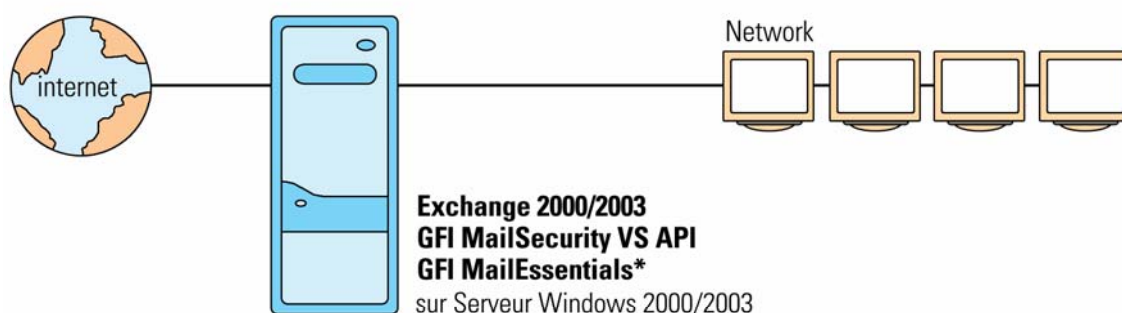 internet
Network
Exchange 2000/2003
GFI MailSecurity VS API
GFI MailEssentials*
sur Serveur Windows 2000/2003